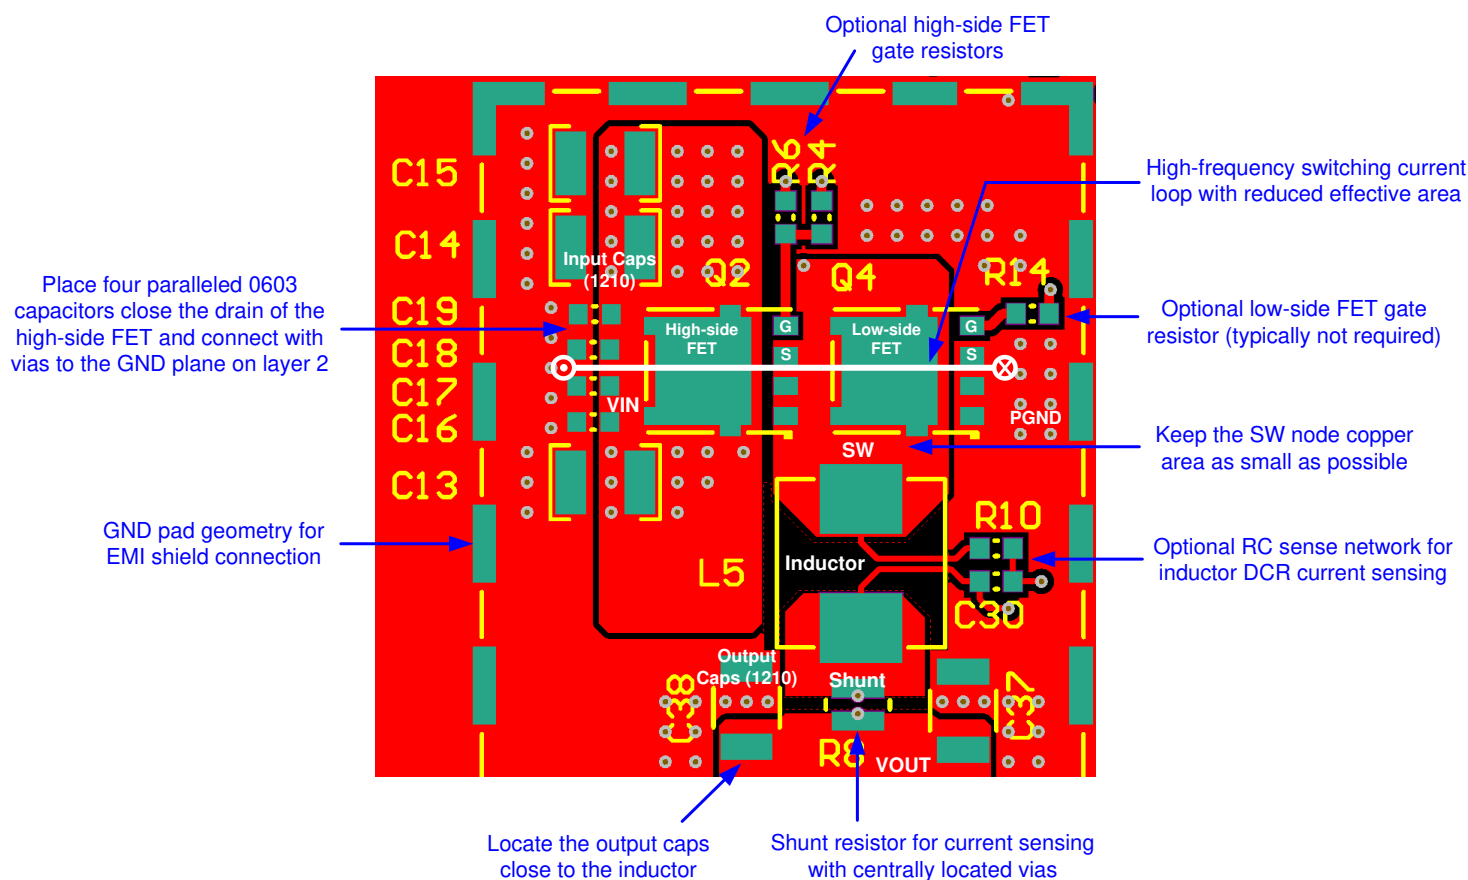 Optional high-side FET
gate resistors
High-frequency switching current
loop with reduced effective area
Place four paralleled 0603
capacitors close the drain of the
high-side FET and connect with
vias to the GND plane on layer 2
Optional low-side FET gate
resistor (typically not required)
Keep the SW node copper
area as small as possible
GND pad geometry for
EMI shield connection
Optional RC sense network for
inductor DCR current sensing
Locate the output caps
close to the inductor
Shunt resistor for current sensing
with centrally located vias
C15
C14
C19
C18
C17
C16
C13
R6
R4
Input Caps
(1210)
Q2
Q4
R14
High-side
FET
G
S
Low-side
FET
G
S
VIN
PGND
SW
R10
Inductor
L5
C30
Output
Caps (1210)
Shunt
C38
C37
R8
VOUT